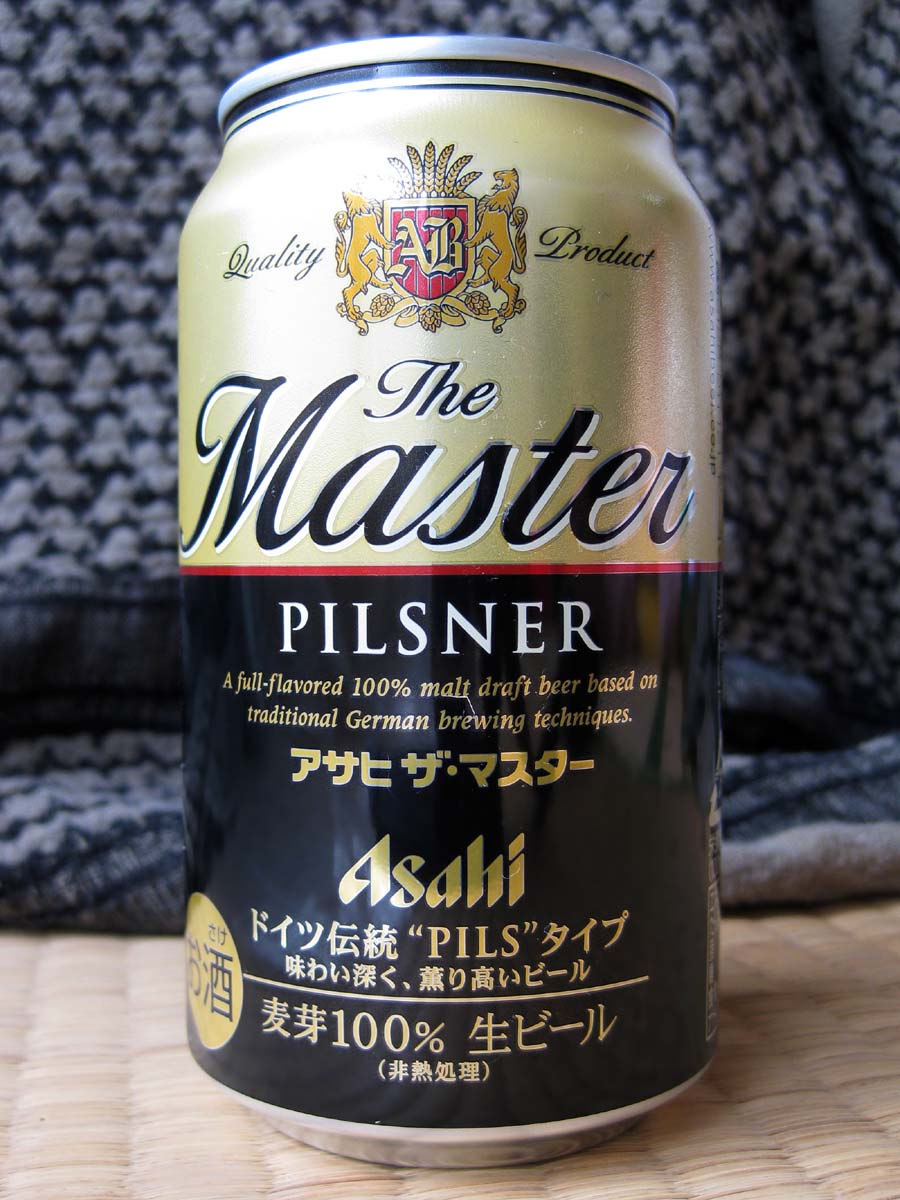 Quality AB Product
The
Master
PILSNER
A full-flavored 100% malt draft beer based on
traditional German brewing techniques.
アサヒ ザ・マスター
Asahi
ドイツ伝統 “PILS”タイプ
味わい深く、薫り高いビール
さけ
お酒
麦芽100% 生ビール
(非熱処理)